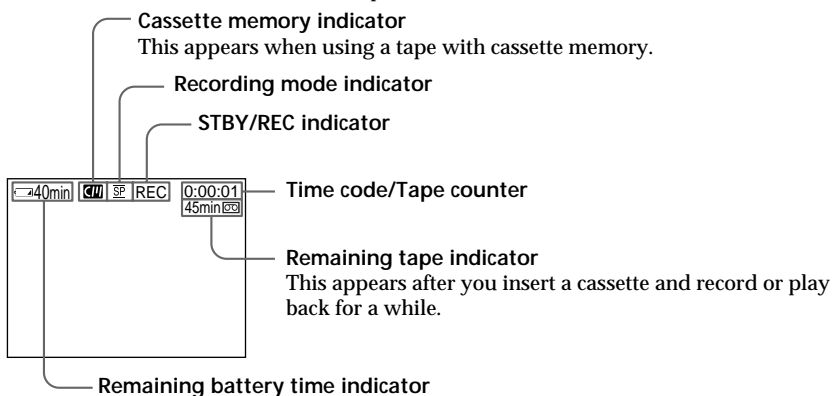 Cassette memory indicator
This appears when using a tape with cassette memory.
Recording mode indicator
STBY/REC indicator
40min CM SP REC 0:00:01
Time code/Tape counter
45min
Remaining tape indicator
This appears after you insert a cassette and record or play
back for a while.
Remaining battery time indicator